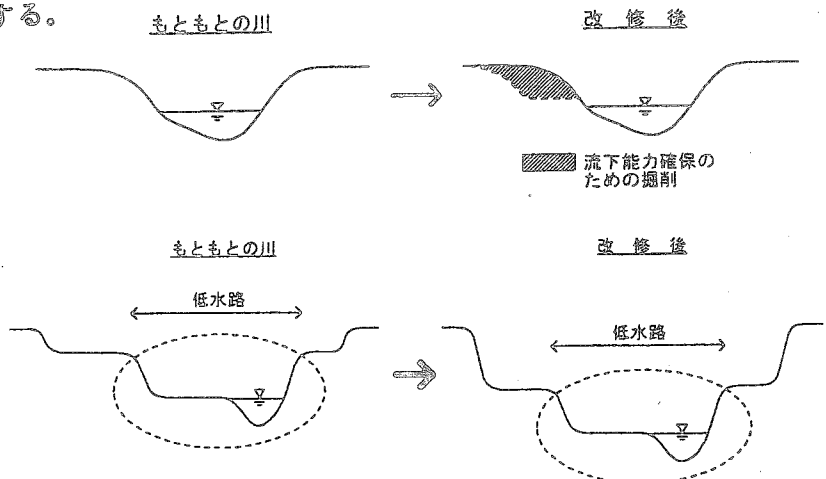 する。
もともとの川
改修後
流下能力確保の
ための掘削
もともとの川
改修後
低水路
低水路